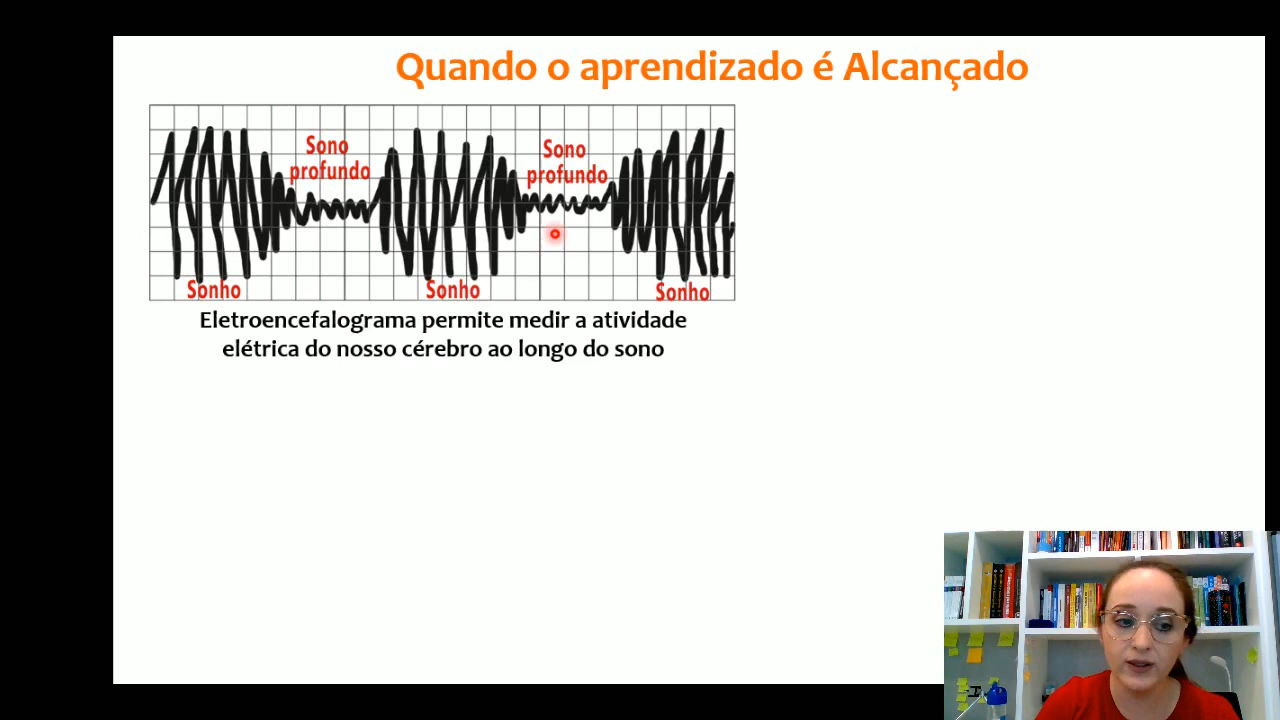 Quando o aprendizado é Alcançado
Sono
profundo
Sono
profundo
Sonho
Sonho
Sonho
Eletroencefalograma permite medir a atividade
elétrica do nosso cérebro ao longo do sono